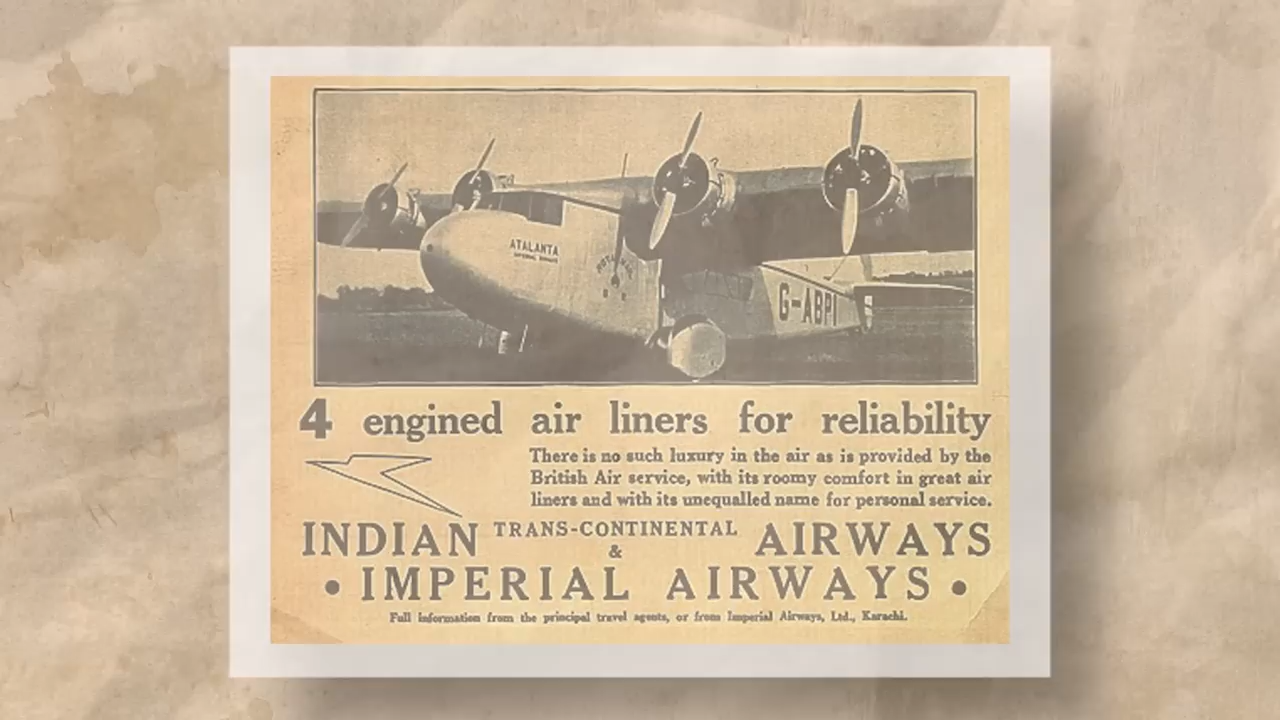 ATALANTA
IMPERIAL AIRWAYS
G-ABPI
4 engined air liners for reliability
There is no such luxury in the air as is provided by the
British Air service, with its roomy comfort in great air
liners and with its unequalled name for personal service.
INDIAN TRANS-CONTINENTAL AIRWAYS
&
• IMPERIAL AIRWAYS •
Full information from the principal travel agents, or from Imperial Airways, Ltd., Karachi.